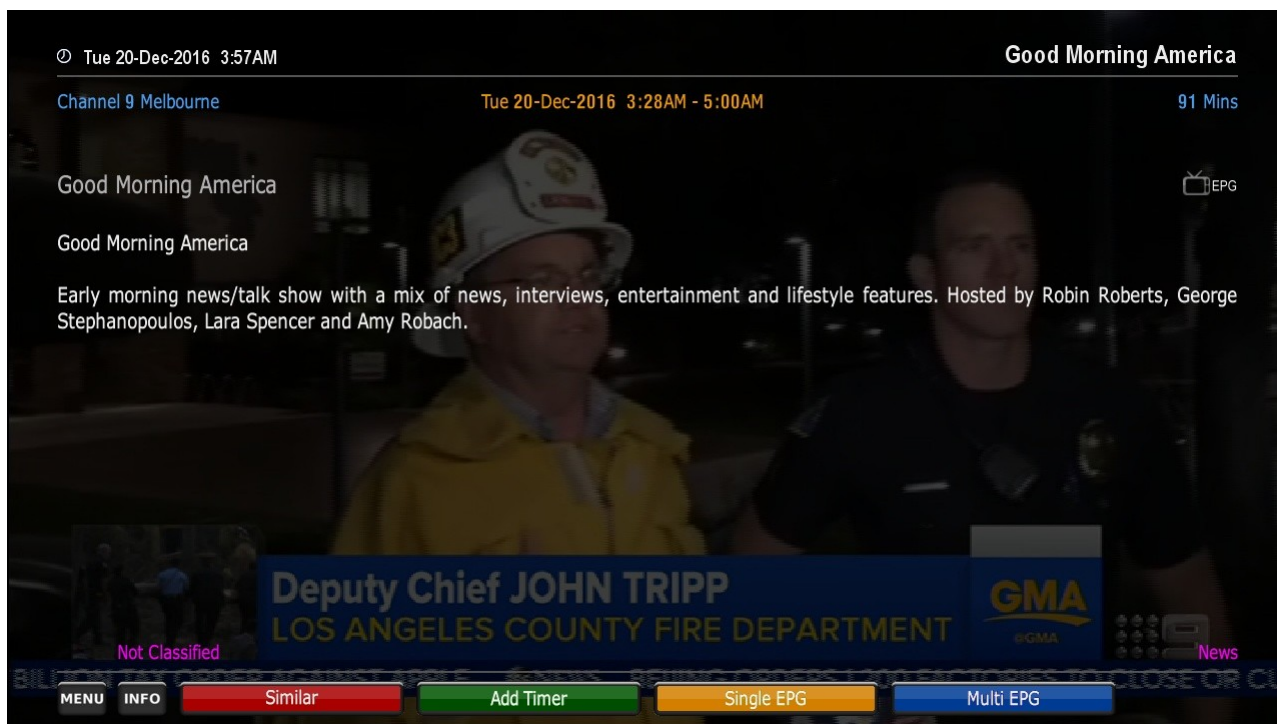 Tue 20-Dec-2016 3:57AM
Good Morning America
Channel 9 Melbourne
Tue 20-Dec-2016 3:28AM - 5:00AM
91 Mins
Good Morning America
EPG
Good Morning America
Early morning news/talk show with a mix of news, interviews, entertainment and lifestyle features. Hosted by Robin Roberts, George
Stephanopoulos, Lara Spencer and Amy Robach.
Deputy Chief JOHN TRIPP
LOS ANGELES COUNTY FIRE DEPARTMENT
GMA
@GMA
Not Classified
News
MENU
INFO
Similar
Add Timer
Single EPG
Multi EPG